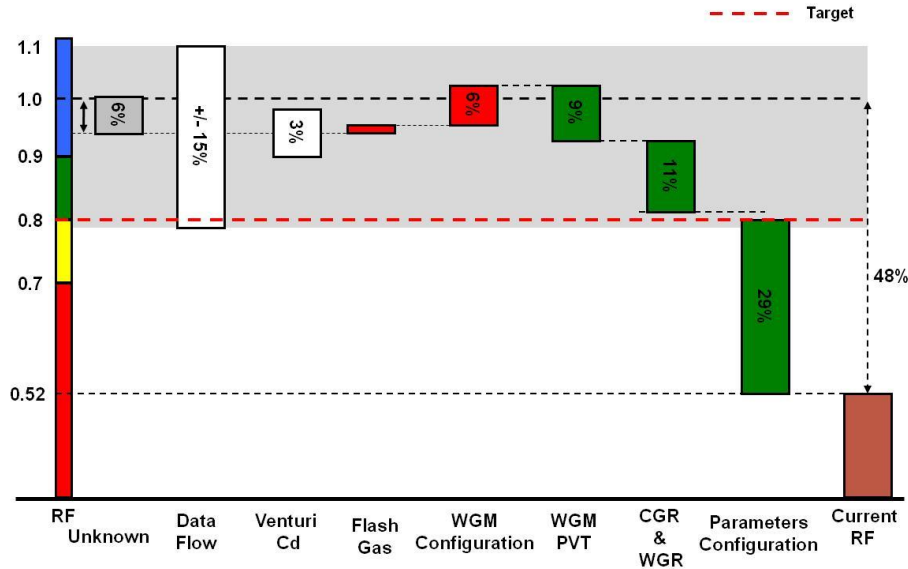 Target
1.1
1.0
0.9
0.8
0.7
0.52
6%
+/- 15%
3%
6%
9%
11%
29%
48%
RF
Unknown
Data
Flow
Venturi
Cd
Flash
Gas
WGM
Configuration
WGM
PVT
CGR
&
WGR
Parameters
Configuration
Current
RF